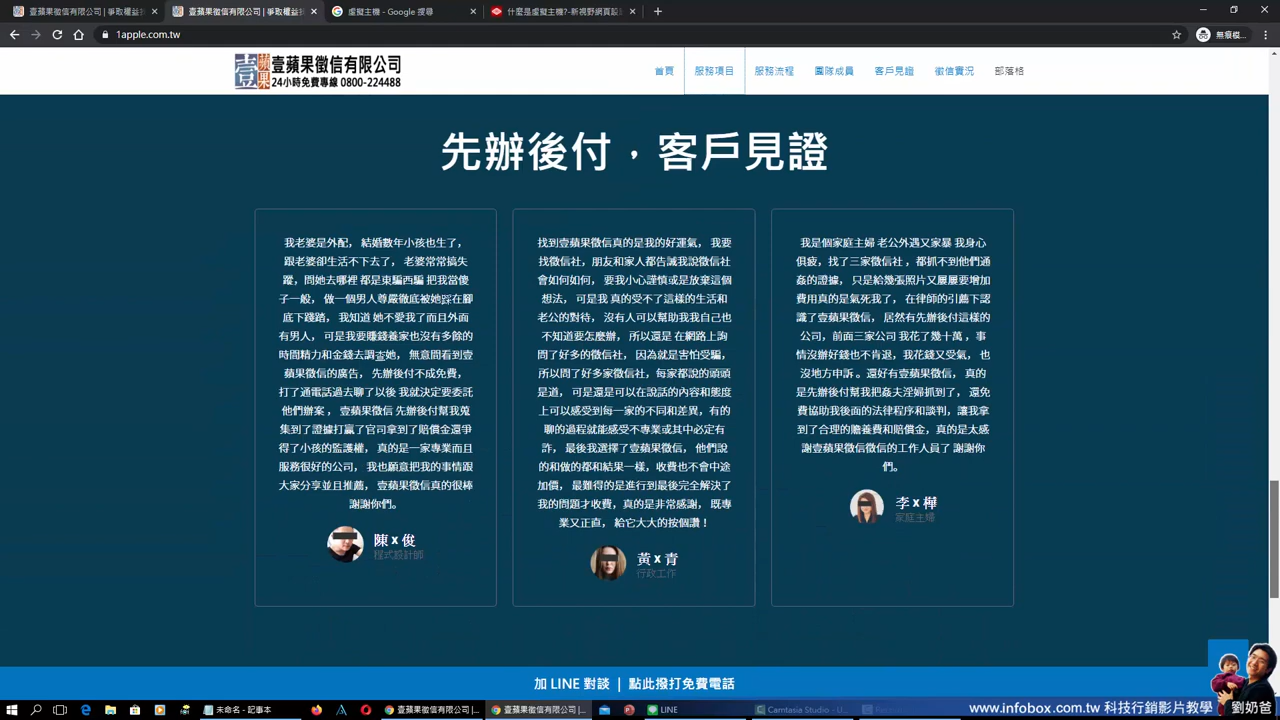 壹蘋果徵信有限公司 | 爭取權益
壹蘋果徵信有限公司 | 爭取權益
虛擬主機 - Google 搜尋
什麼是虛擬主機?-新視野網頁設
1apple.com.tw
無痕模...
壹蘋果徵信有限公司
24小時免費專線 0800-224488
首頁
服務項目
服務流程
團隊成員
客戶見證
徵信實況
部落格
先辦後付，客戶見證
我老婆是外配， 結婚數年小孩也生了，
跟老婆卻生活不下去了， 老婆常常搞失
蹤，問她去哪裡 都是東騙西騙 把我當傻
子一般， 做一個男人尊嚴徹底被她踩在腳
底下踐踏， 我知道 她不愛我了而且外面
有男人， 可是我要賺錢養家也沒有多餘的
時間精力和金錢去調查她， 無意間看到壹
蘋果徵信的廣告， 先辦後付不成免費，
打了通電話過去聊了以後 我就決定要委託
他們辦案 ， 壹蘋果徵信 先辦後付幫我蒐
集到了證據打贏了官司拿到了賠償金還爭
得了小孩的監護權， 真的是一家專業而且
服務很好的公司， 我也願意把我的事情跟
大家分享並且推薦， 壹蘋果徵信真的很棒
謝謝你們。
陳 x 俊
程式設計師
找到壹蘋果徵信真的是我的好運氣， 我要
找徵信社，朋友和家人都告誡我說徵信社
會如何如何， 要我小心謹慎或是放棄這個
想法， 可是我 真的受不了這樣的生活和
老公的對待， 沒有人可以幫助我我自己也
不知道要怎麼辦， 所以還是 在網路上詢
問了好多的徵信社， 因為就是害怕受騙，
所以問了好多家徵信社，每家都說的頭頭
是道， 可是還是可以在說話的內容和態度
上可以感受到每一家的不同和差異，有的
聊的過程就能感受不專業或其中必定有
詐， 最後我選擇了壹蘋果徵信， 他們說
的和做的都和結果一樣，收費也不會中途
加價， 最難得的是進行到最後完全解決了
我的問題才收費，真的是非常感謝， 既專
業又正直， 給它大大的按個讚！
黃 x 青
行政工作
我是個家庭主婦 老公外遇又家暴 我身心
俱疲，找了三家徵信社 ，都抓不到他們通
姦的證據， 只是給幾張照片又屢屢要增加
費用真的是氣死我了， 在律師的引薦下認
識了壹蘋果徵信， 居然有先辦後付這樣的
公司，前面三家公司 我花了幾十萬 ，事
情沒辦好錢也不肯退，我花錢又受氣， 也
沒地方申訴 。還好有壹蘋果徵信， 真的
是先辦後付幫我把姦夫淫婦抓到了， 還免
費協助我後面的法律程序和談判，讓我拿
到了合理的贍養費和賠償金，真的是太感
謝壹蘋果徵信徵信的工作人員了 謝謝你
們。
李 x 樺
家庭主婦
加 LINE 對談 | 點此撥打免費電話
未命名 - 記事本
壹蘋果徵信有限公司 |...
壹蘋果徵信有限公司 |...
LINE
Camtasia Studio - U...
www.infobox.com.tw 科技行銷影片教學